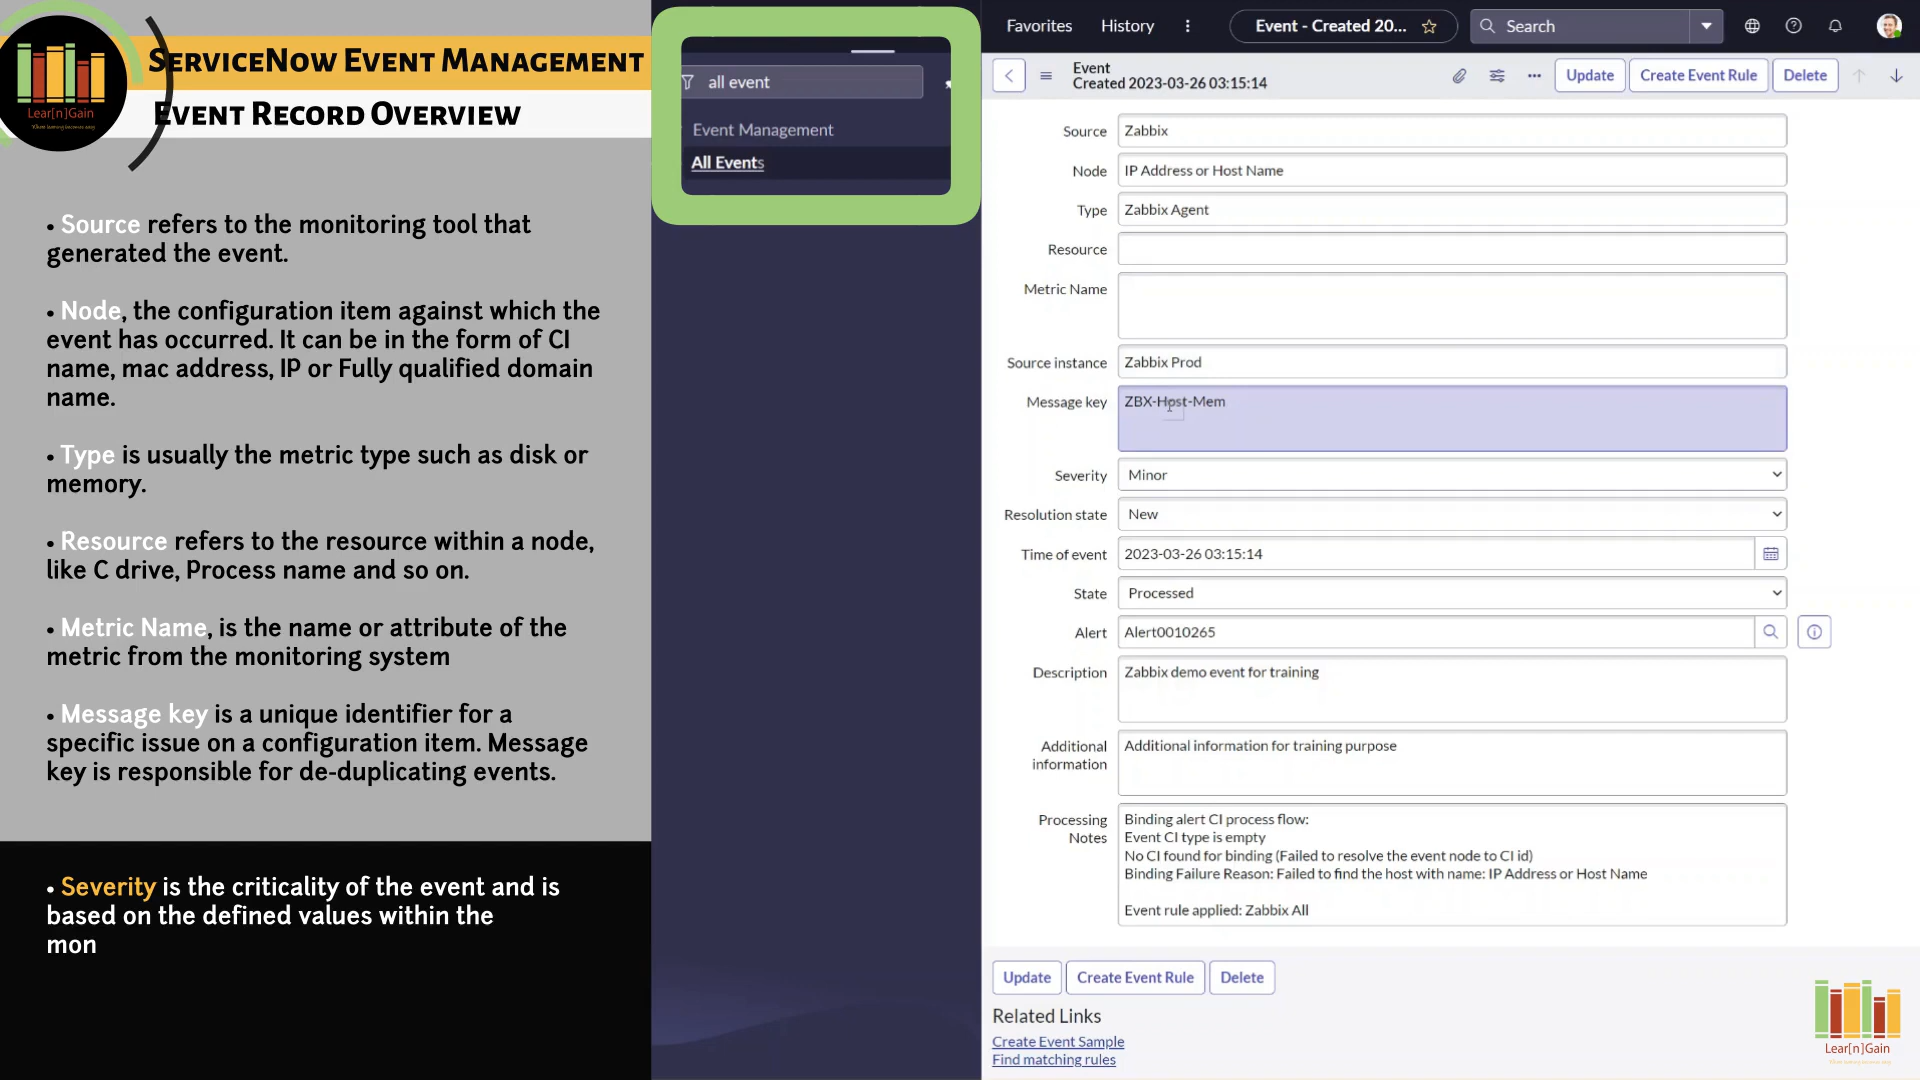 ServiceNow Event Management
Event Record Overview
Lear[n]Gain
• Source refers to the monitoring tool that
generated the event.
• Node, the configuration item against which the
event has occurred. It can be in the form of CI
name, mac address, IP or Fully qualified domain
name.
• Type is usually the metric type such as disk or
memory.
• Resource refers to the resource within a node,
like C drive, Process name and so on.
• Metric Name, is the name or attribute of the
metric from the monitoring system
• Message key is a unique identifier for a
specific issue on a configuration item. Message
key is responsible for de-duplicating events.
• Severity is the criticality of the event and is
based on the defined values within the
mon
all event
Event Management
All Events
Favorites History Event - Created 20... Search
Event
Created 2023-03-26 03:15:14
Update Create Event Rule Delete
Source Zabbix
Node IP Address or Host Name
Type Zabbix Agent
Resource
Metric Name
Source instance Zabbix Prod
Message key ZBX-Host-Mem
Severity Minor
Resolution state New
Time of event 2023-03-26 03:15:14
State Processed
Alert Alert0010265
Description Zabbix demo event for training
Additional information Additional information for training purpose
Processing Notes Binding alert CI process flow:
Event CI type is empty
No CI found for binding (Failed to resolve the event node to CI id)
Binding Failure Reason: Failed to find the host with name: IP Address or Host Name
Event rule applied: Zabbix All
Update Create Event Rule Delete
Related Links
Create Event Sample
Find matching rules
Lear[n]Gain